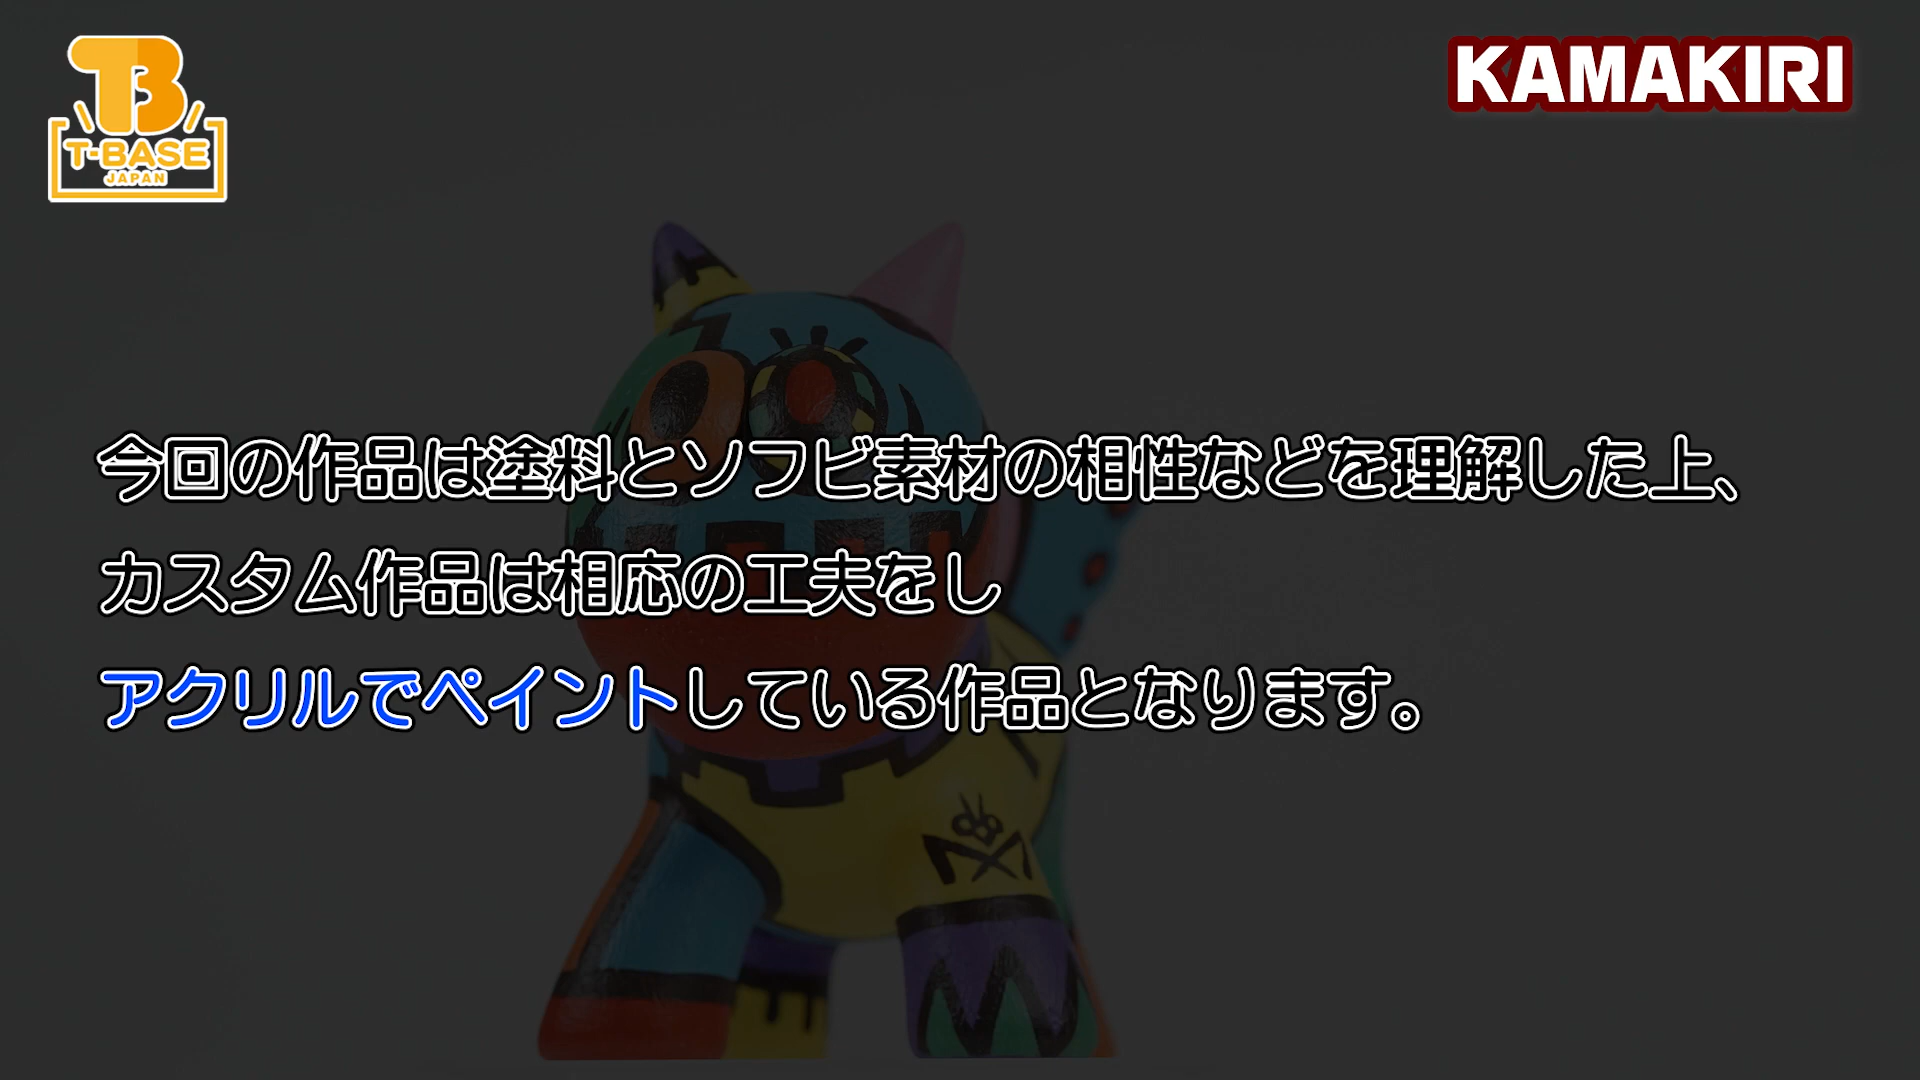 T-BASE
JAPAN
KAMAKIRI
今回の作品は塗料とソフビ素材の相性などを理解した上、
カスタム作品は相応の工夫をし
アクリルでペイントしている作品となります。